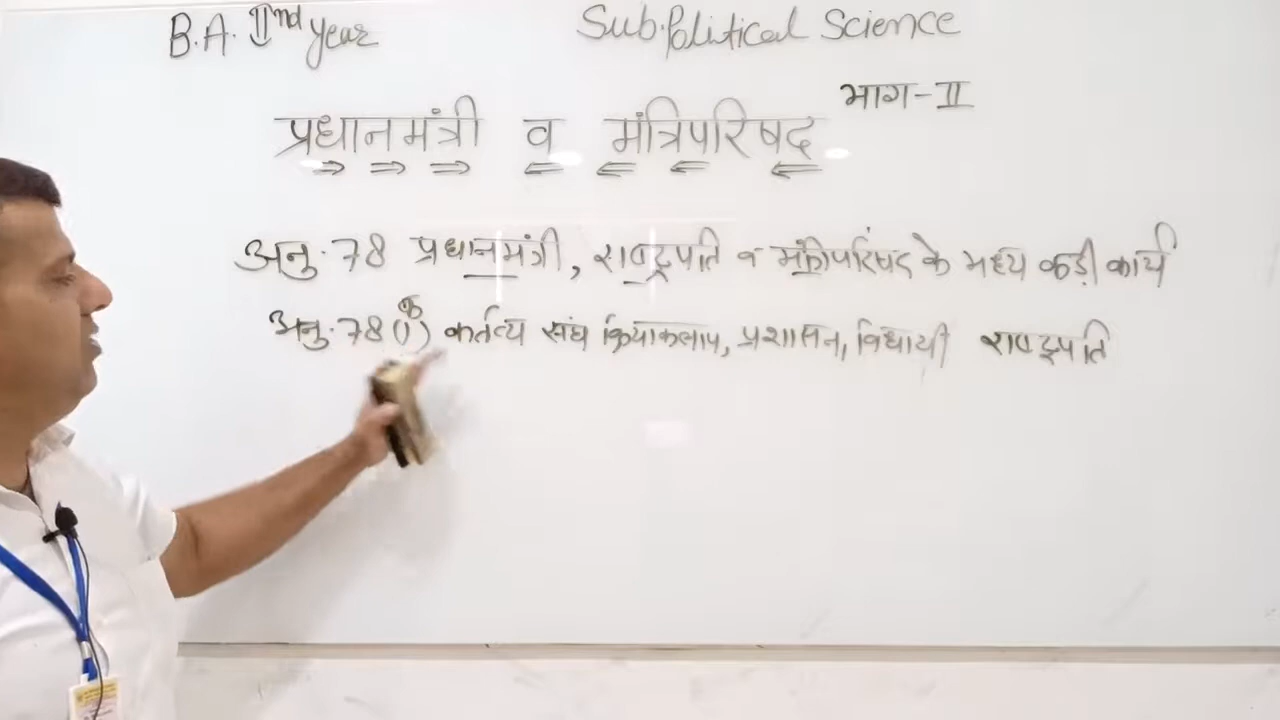 B.A. IInd year
Sub. Political Science
भाग-II
प्रधानमंत्री व मंत्रिपरिषद
अनु. 78 प्रधानमंत्री, राष्ट्रपति व मंत्रीपरिषद के मध्य कड़ी कार्य
अनु. 78 (1) क कर्तव्य संघ क्रियाकलाप, प्रशासन, विधायी राष्ट्रपति